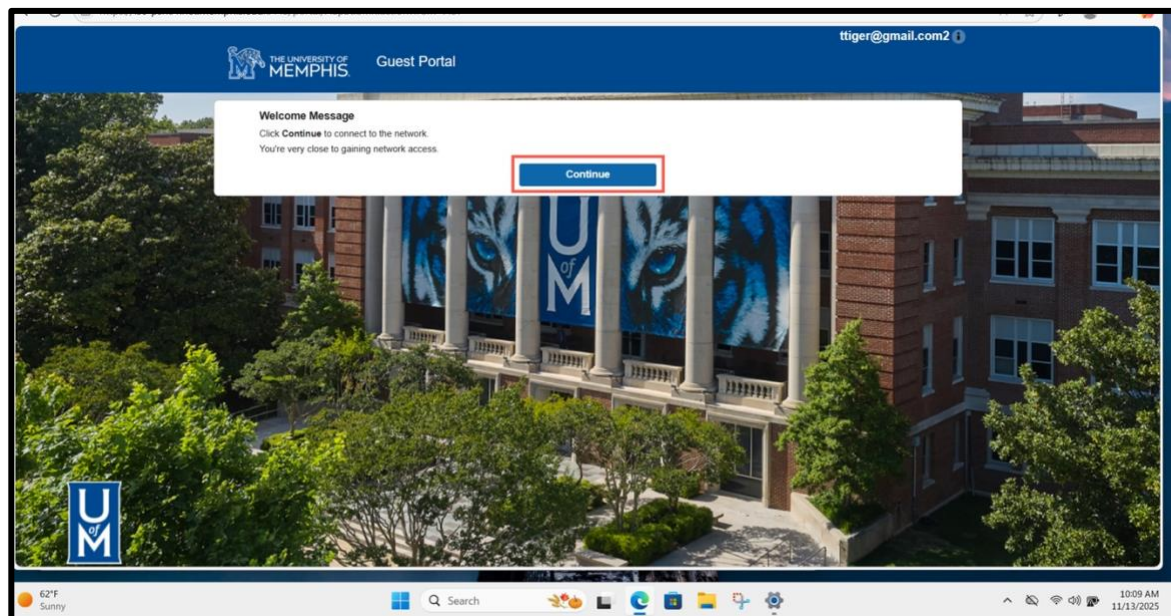 ttiger@gmail.com2
THE UNIVERSITY OF
MEMPHIS.
Guest Portal
Welcome Message
Click Continue to connect to the network.
You're very close to gaining network access.
Continue
U
of
M
U
of
M
62°F
Sunny
Search
10:09 AM
11/13/2025